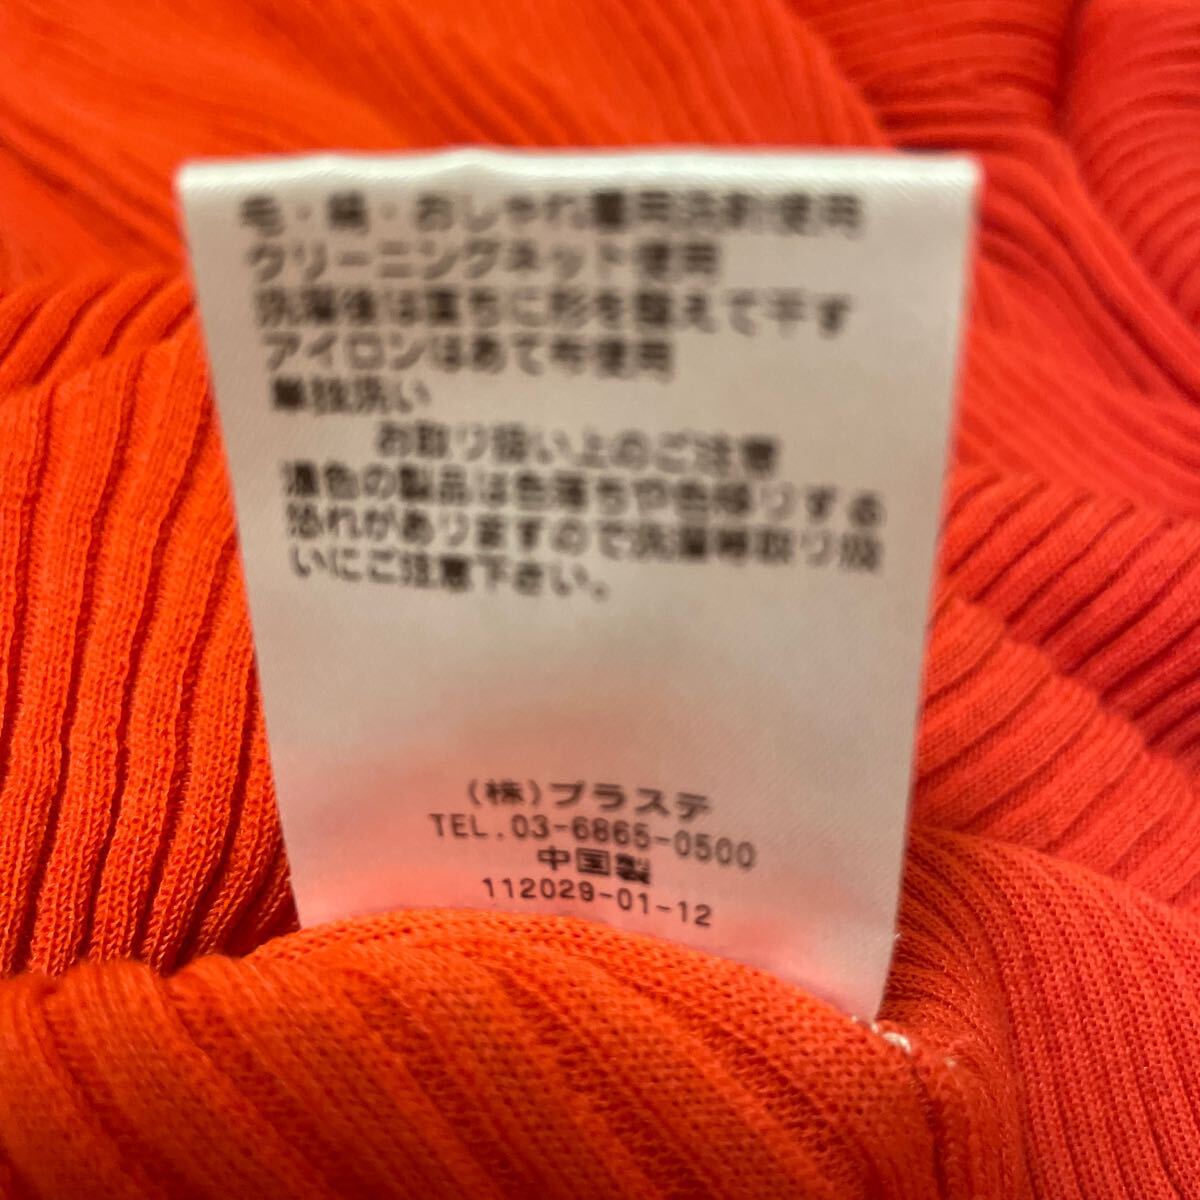 毛・絹・おしゃれ着用洗剤使用
クリーニングネット使用
洗濯後は直ちに形を整えて干す
アイロンはあて布使用
単独洗い
お取り扱い上のご注意
濃色の製品は色落ちや色移りする
恐れがありますので洗濯等取り扱
いにご注意下さい。
(株)プラステ
TEL.03-6865-0500
中国製
112029-01-12